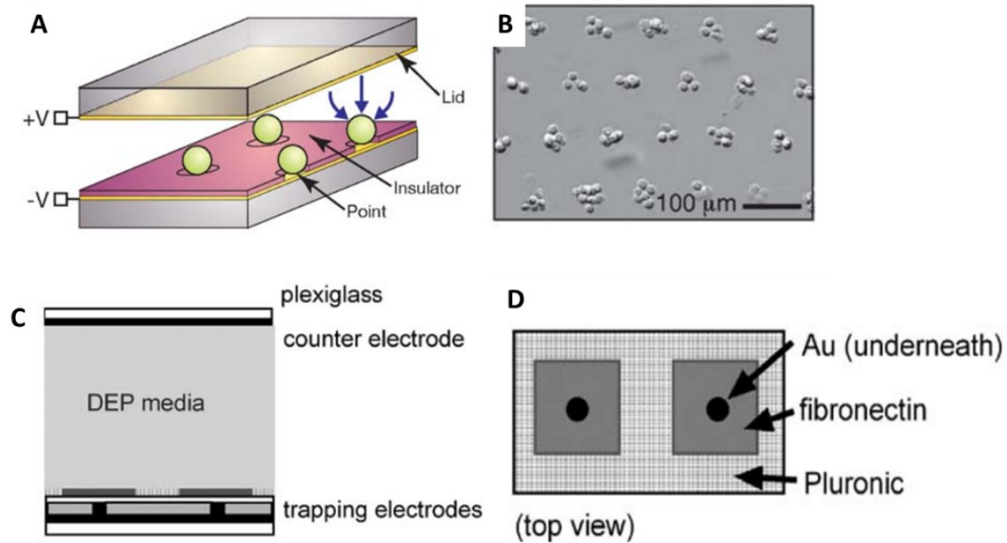 A
Lid
+V
Insulator
-V
Point
B
100 µm
C
plexiglass
counter electrode
DEP media
trapping electrodes
D
Au (underneath)
fibronectin
Pluronic
(top view)